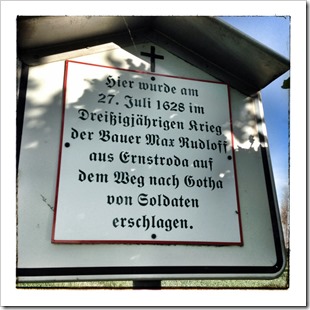 Hier wurde am
27. Juli 1628 im
Dreißigjährigen Krieg
der Bauer Max Rudloff
aus Ernstroda auf
dem Weg nach Gotha
von Soldaten
erschlagen.